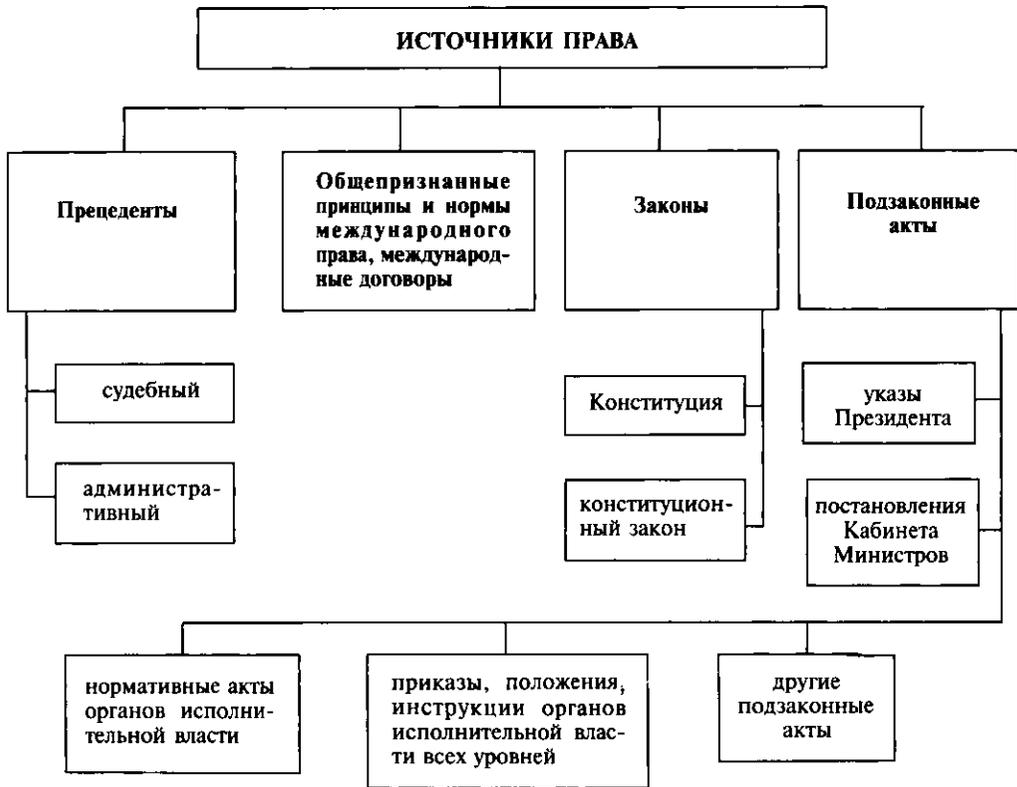 ИСТОЧНИКИ ПРАВА
Прецеденты
Общепризнанные
принципы и нормы
международного
права, международ-
ные договоры
Законы
Подзаконные
акты
судебный
административ-
тивный
Конституция
конституцион-
ный закон
указы
Президента
постановления
Кабинета
Министров
нормативные акты
органов исполни-
тельной власти
приказы, положения,
инструкции органов
исполнительной влас-
ти всех уровней
другие
подзаконные
акты